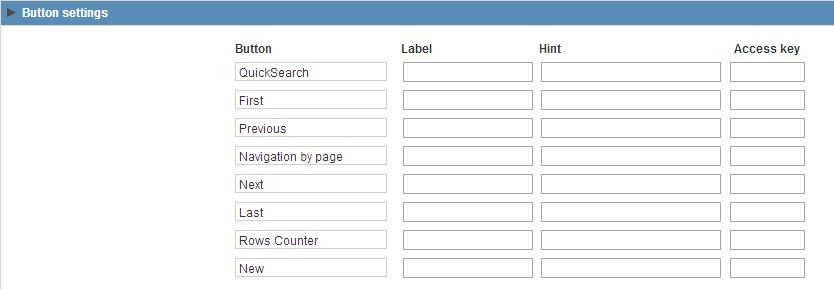 Button settings
Button Label Hint Access key
QuickSearch
First
Previous
Navigation by page
Next
Last
Rows Counter
New